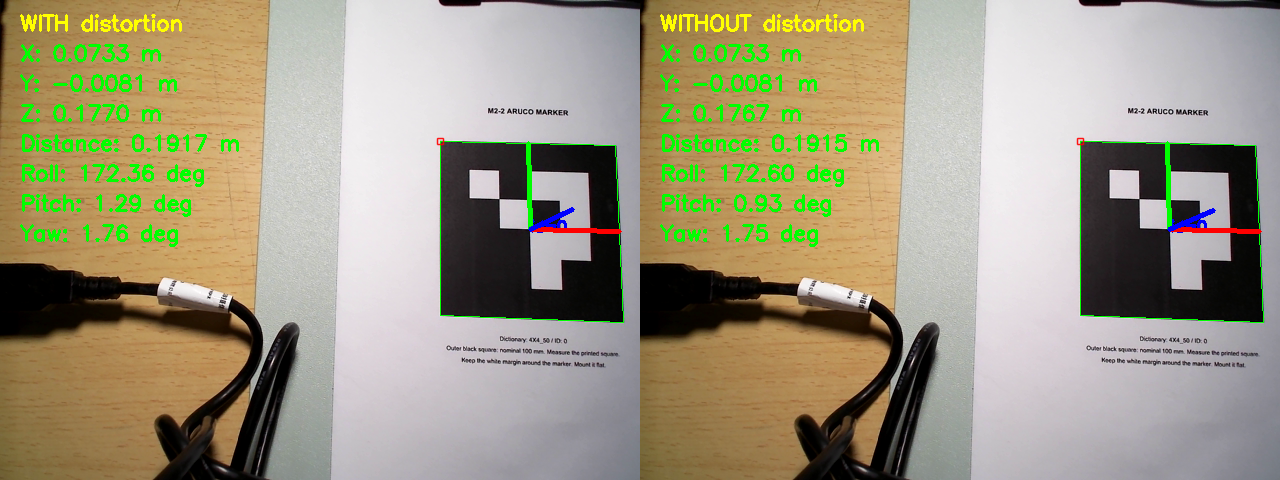 WITH distortion
X: 0.0733 m
Y: -0.0081 m
Z: 0.1770 m
Distance: 0.1917 m
Roll: 172.36 deg
Pitch: 1.29 deg
Yaw: 1.76 deg
M2-2 ARUCO MARKER
Dictionary: 4X4_50 / ID: 0
Outer black square: nominal 100 mm. Measure the printed square.
Keep the white margin around the marker. Mount it flat.
WITHOUT distortion
X: 0.0733 m
Y: -0.0081 m
Z: 0.1767 m
Distance: 0.1915 m
Roll: 172.60 deg
Pitch: 0.93 deg
Yaw: 1.75 deg
M2-2 ARUCO MARKER
Dictionary: 4X4_50 / ID: 0
Outer black square: nominal 100 mm. Measure the printed square.
Keep the white margin around the marker. Mount it flat.